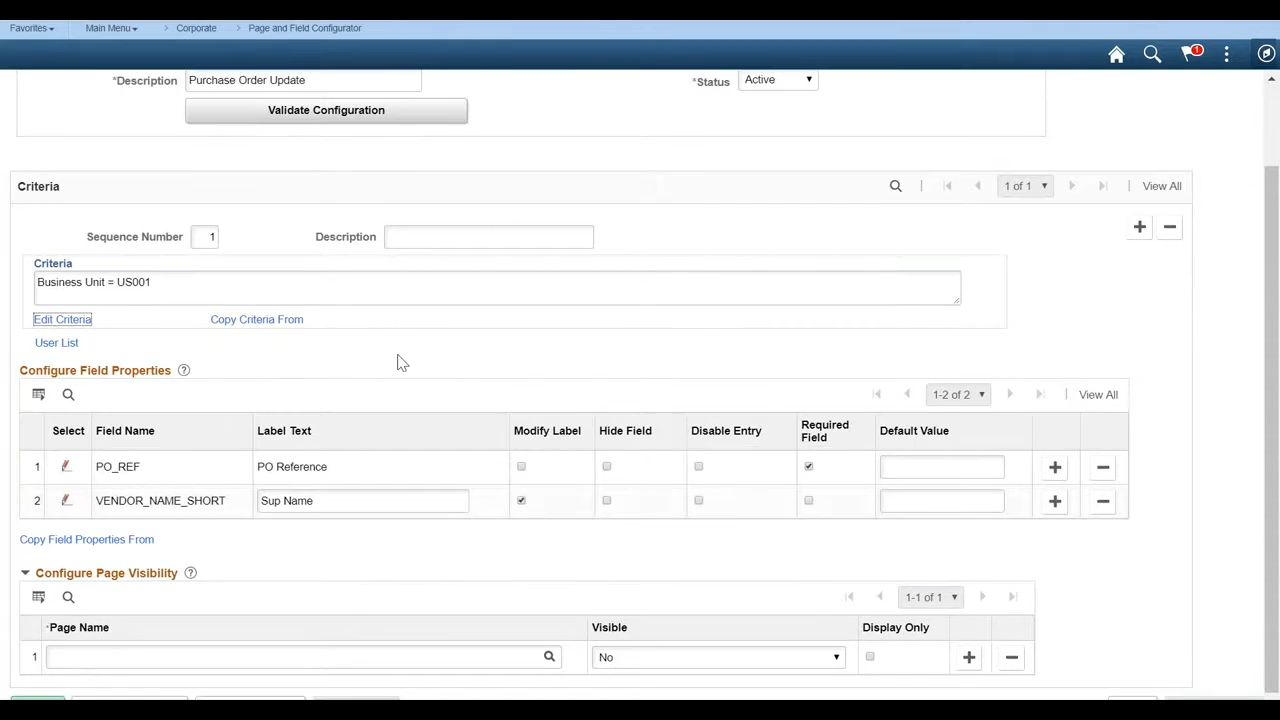 Favorites Main Menu Corporate Page and Field Configurator
1
*Description Purchase Order Update *Status Active
Validate Configuration
Criteria 1 of 1 View All
Sequence Number 1 Description
Criteria
Business Unit = US001
Edit Criteria Copy Criteria From
User List
Configure Field Properties ?
1-2 of 2 View All
Select Field Name Label Text Modify Label Hide Field Disable Entry Required Field Default Value
1 PO_REF PO Reference
2 VENDOR_NAME_SHORT Sup Name
Copy Field Properties From
Configure Page Visibility ?
1-1 of 1
*Page Name Visible Display Only
1 No